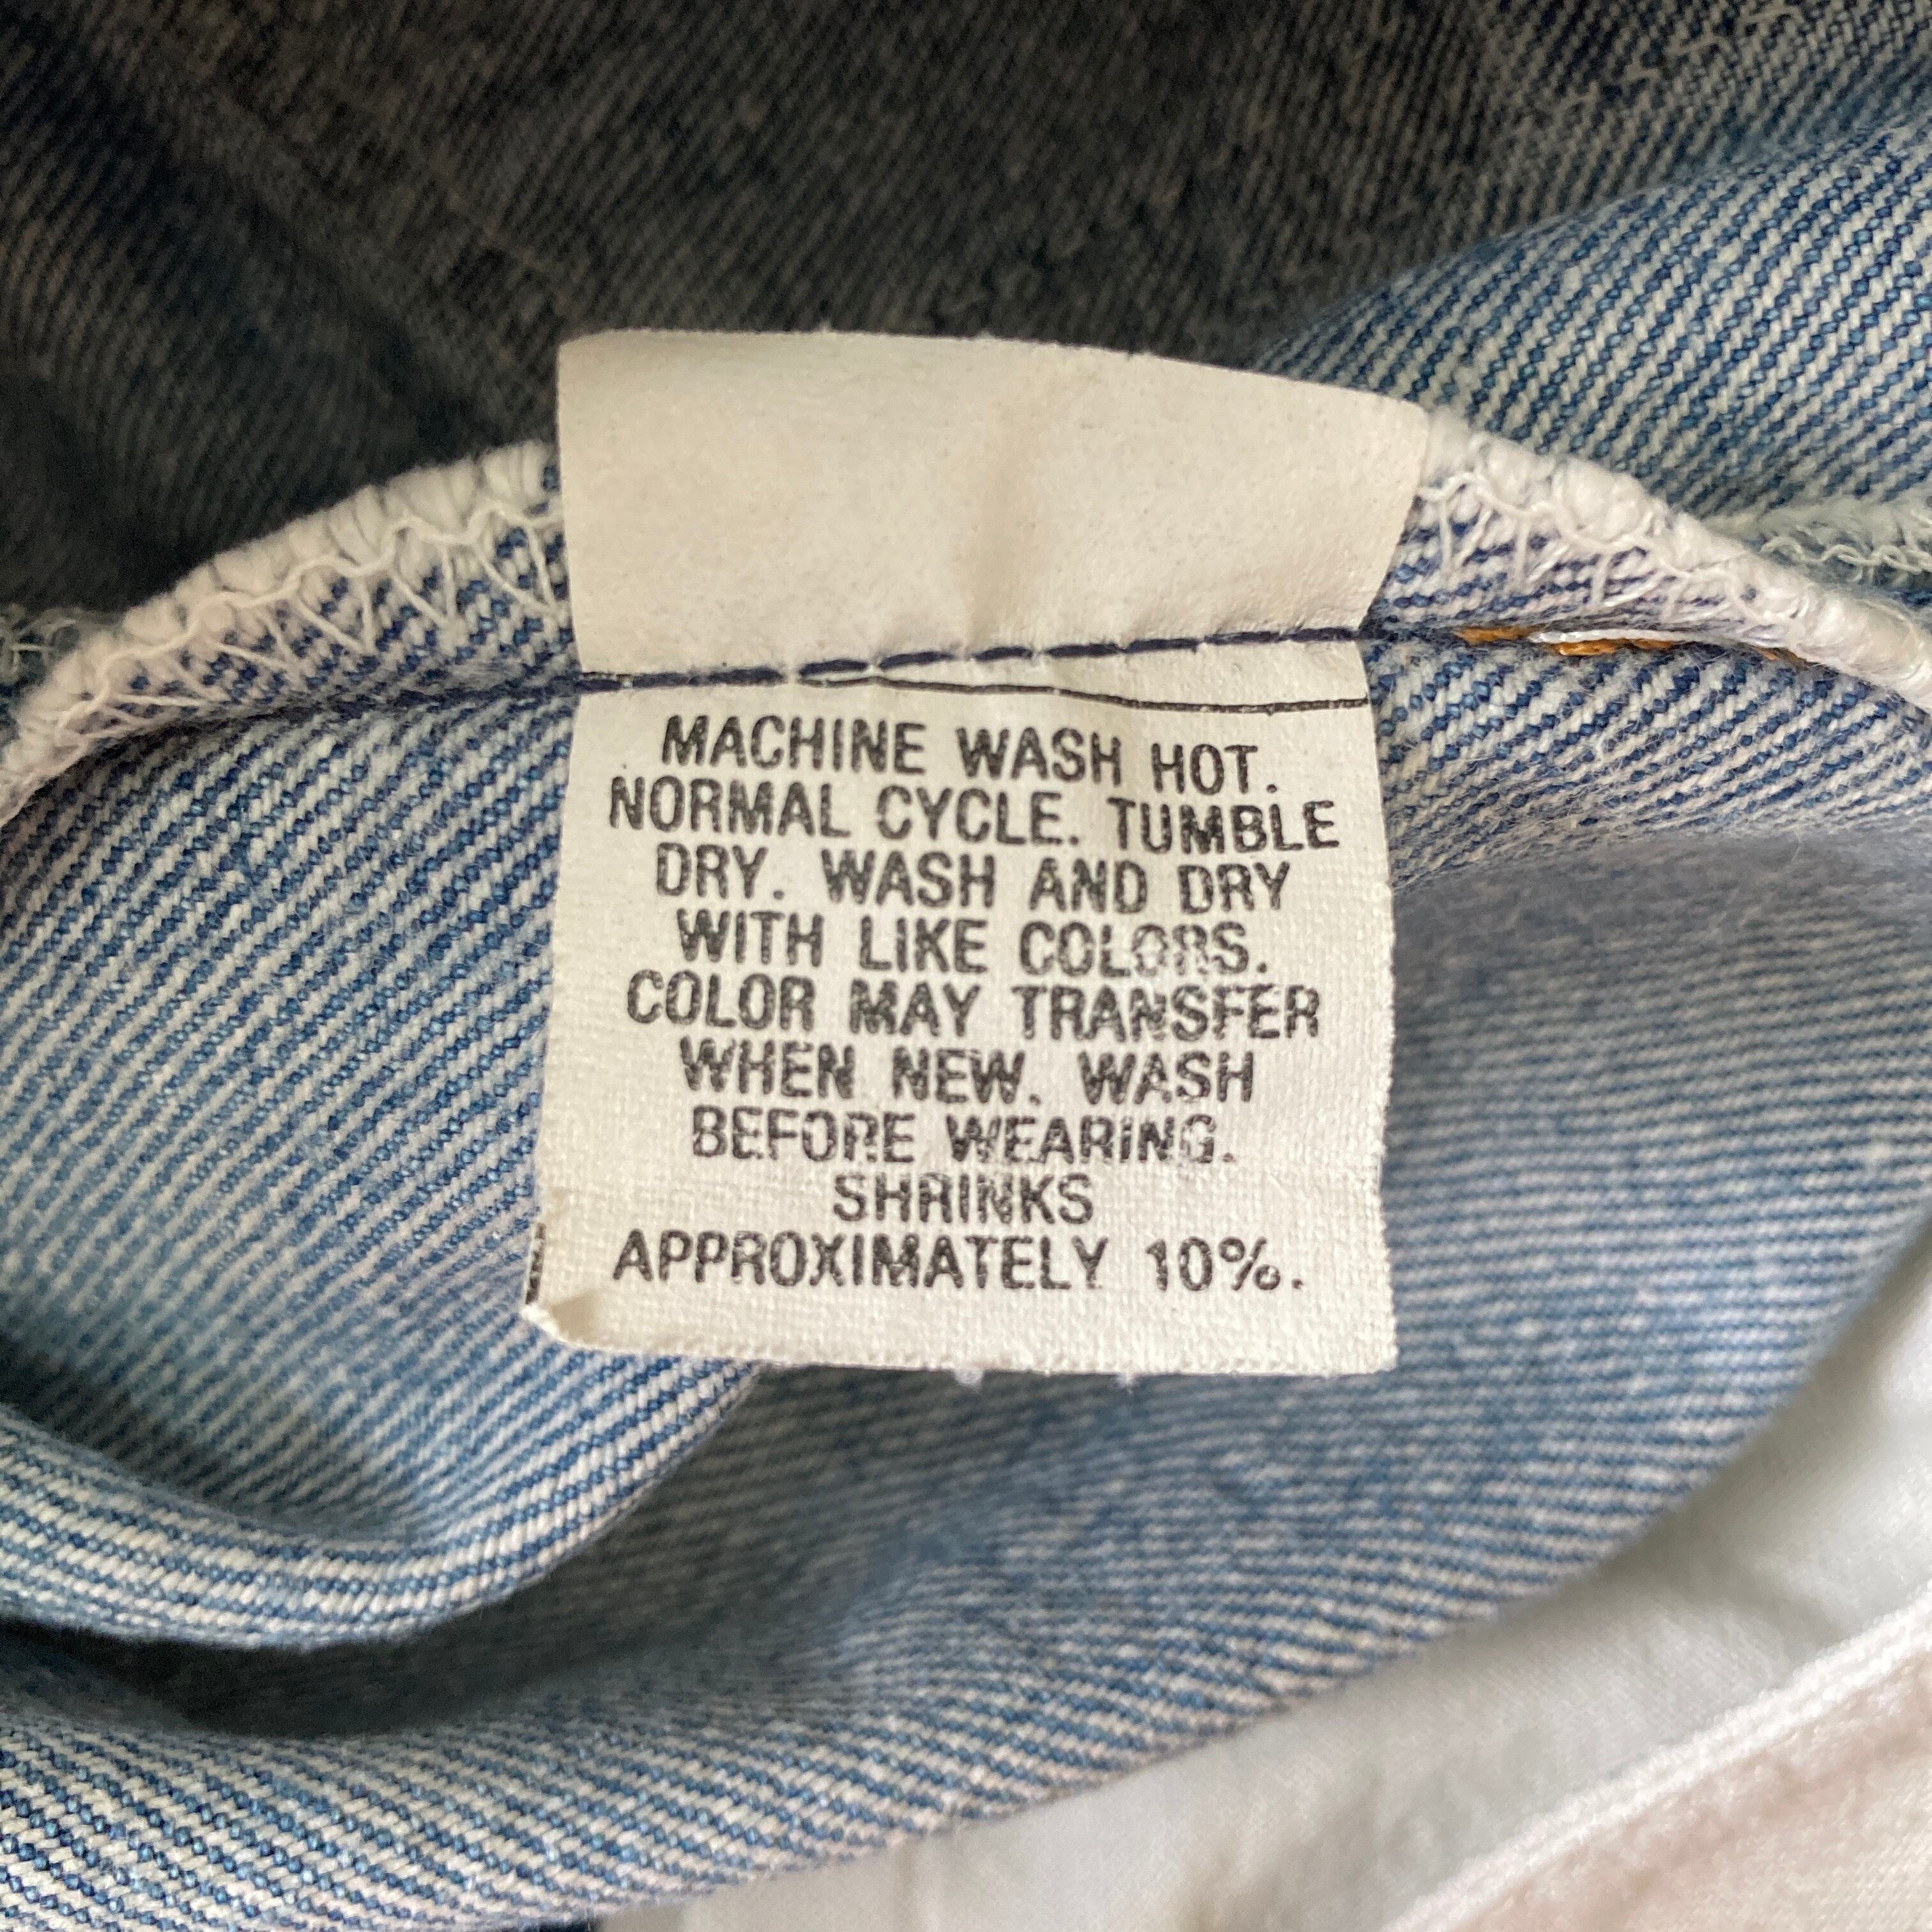 MACHINE WASH HOT.
NORMAL CYCLE. TUMBLE
DRY. WASH AND DRY
WITH LIKE COLORS.
COLOR MAY TRANSFER
WHEN NEW. WASH
BEFORE WEARING.
SHRINKS
APPROXIMATELY 10%.